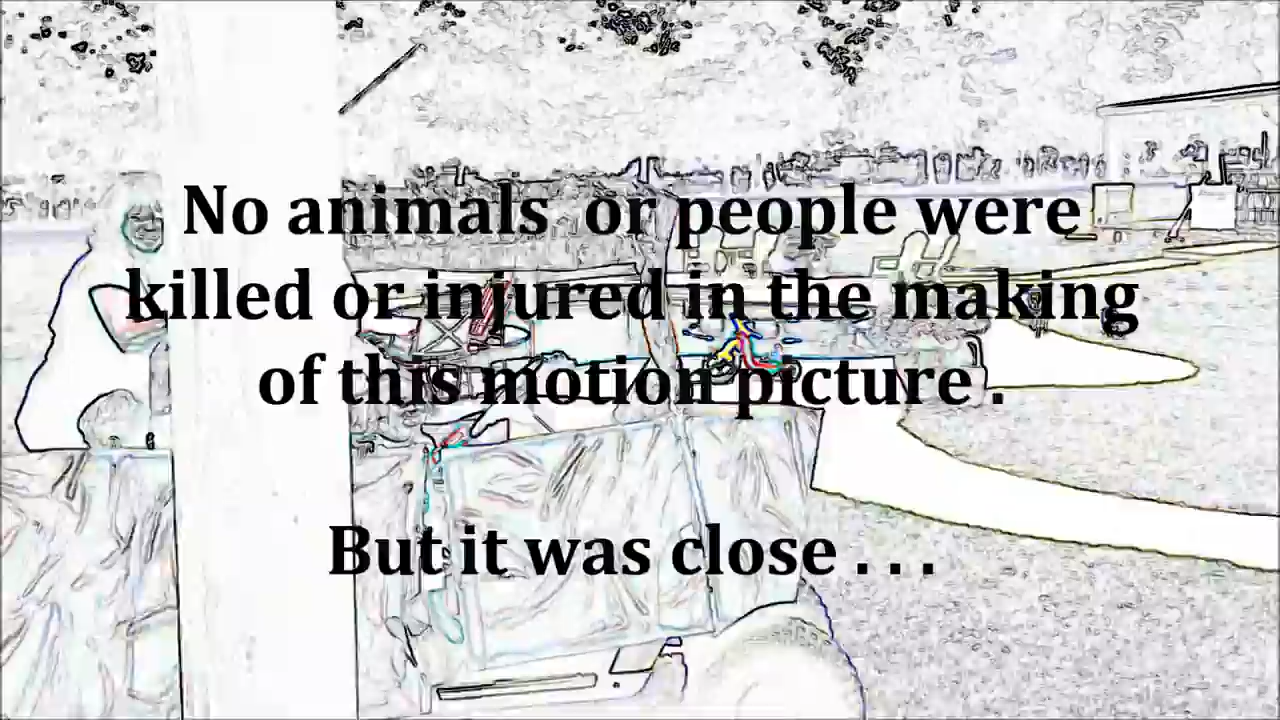 No animals  or people were
killed or injured in the making
of this motion picture .
But it was close . . .